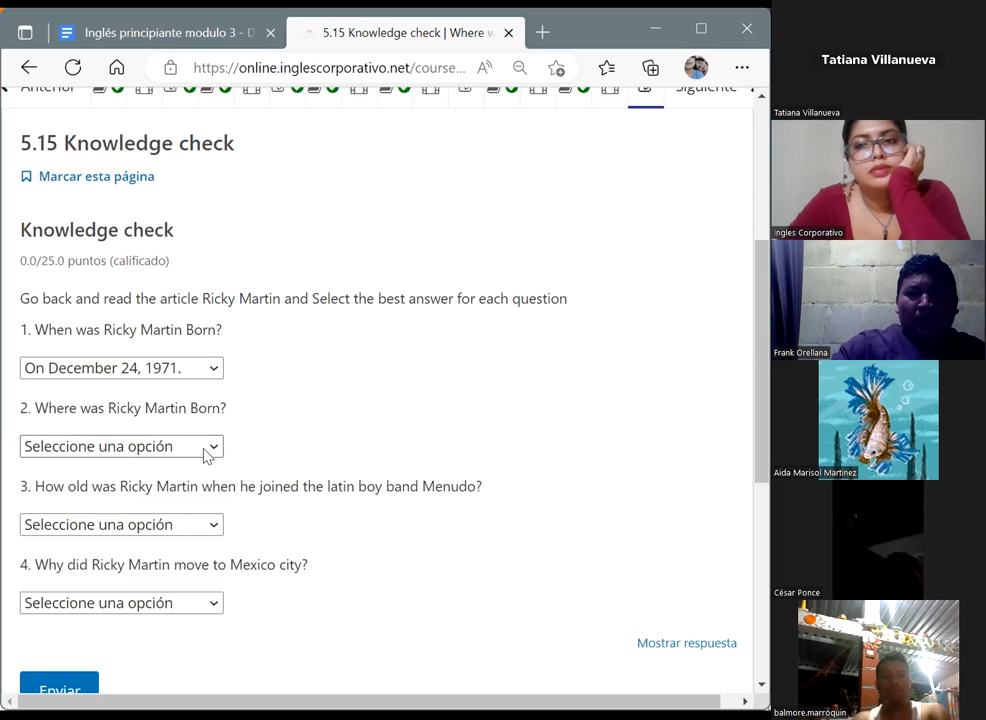 Inglés principiante modulo 3 - D
5.15 Knowledge check | Where w
https://online.inglescorporativo.net/course...
Anterior
Siguiente
5.15 Knowledge check
Marcar esta página
Knowledge check
0.0/25.0 puntos (calificado)
Go back and read the article Ricky Martin and Select the best answer for each question
1. When was Ricky Martin Born?
On December 24, 1971.
2. Where was Ricky Martin Born?
Seleccione una opción
3. How old was Ricky Martin when he joined the latin boy band Menudo?
Seleccione una opción
4. Why did Ricky Martin move to Mexico city?
Seleccione una opción
Mostrar respuesta
Enviar
Tatiana Villanueva
Tatiana Villanueva
Ingles Corporativo
Frank Orellana
Aida Marisol Martinez
César Ponce
balmore.marroquin